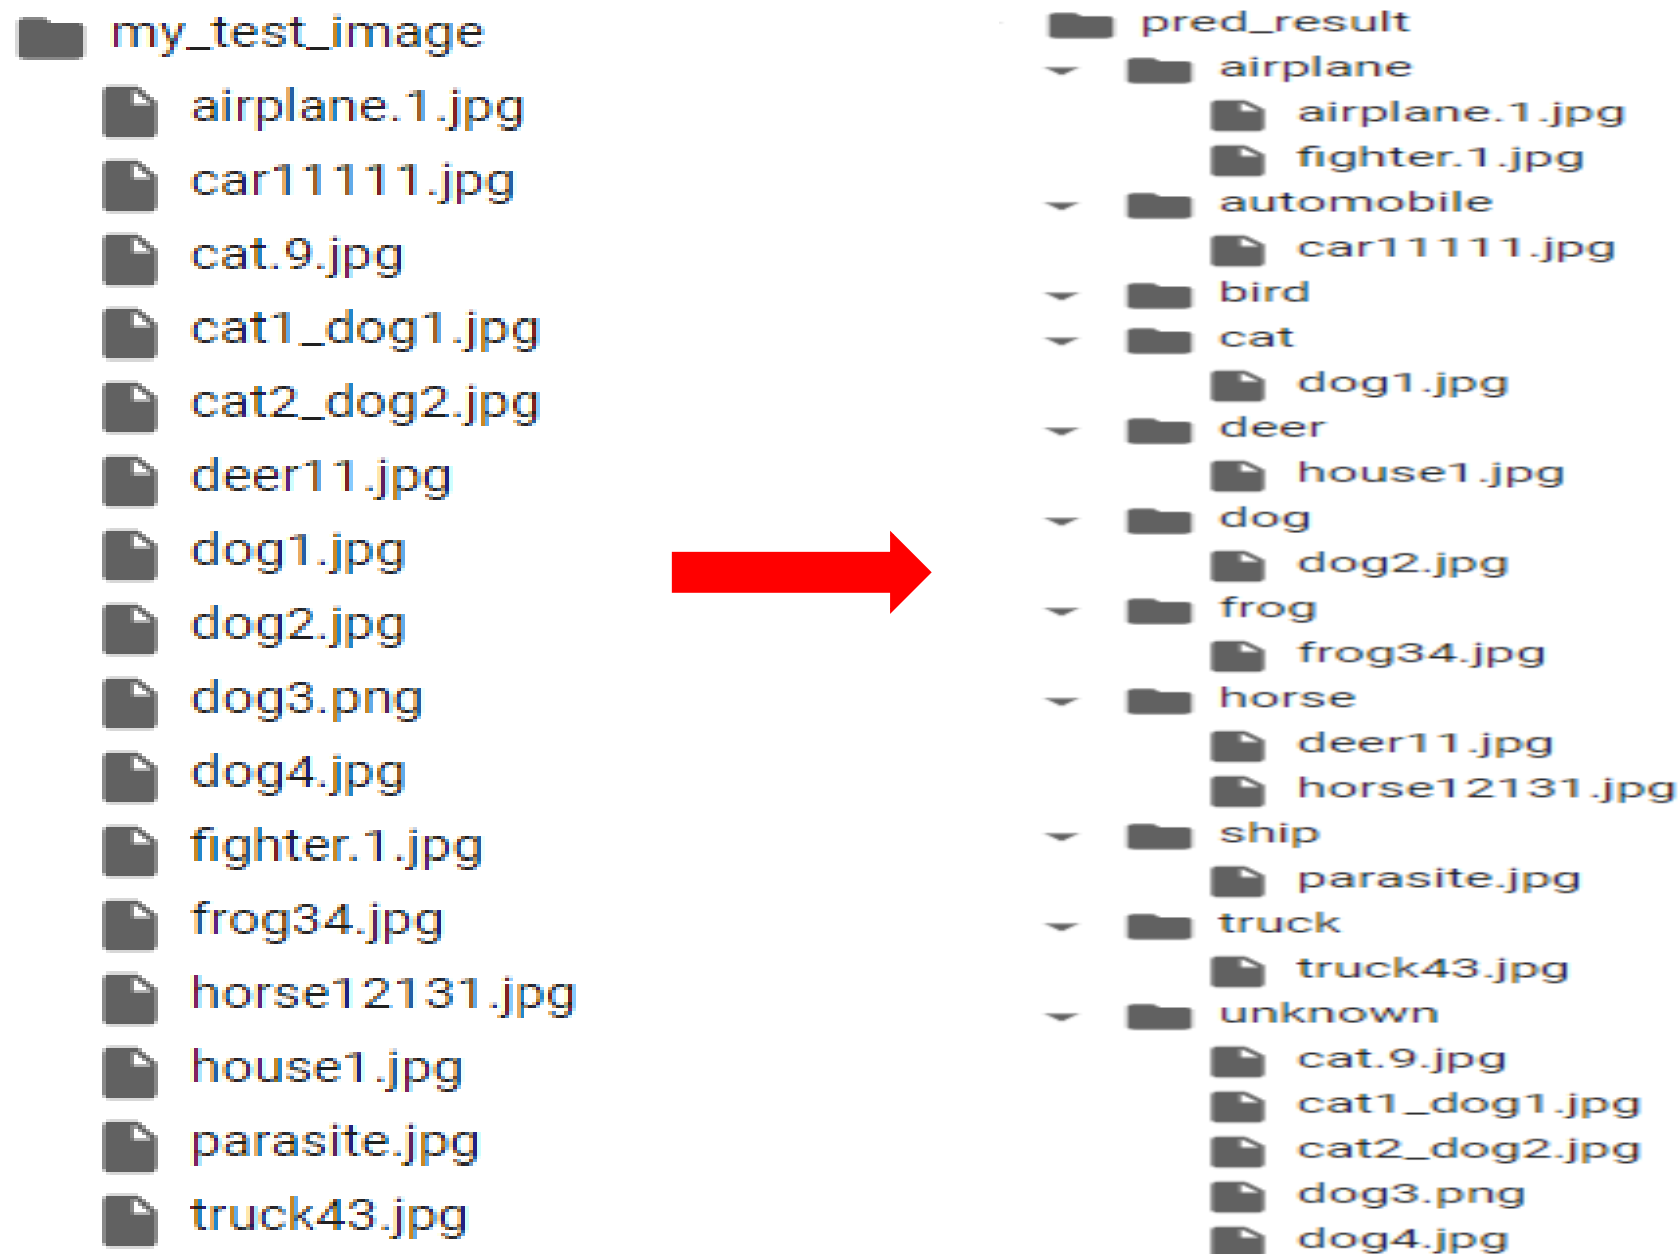 my_test_image
airplane.1.jpg
car11111.jpg
cat.9.jpg
cat1_dog1.jpg
cat2_dog2.jpg
deer11.jpg
dog1.jpg
dog2.jpg
dog3.png
dog4.jpg
fighter.1.jpg
frog34.jpg
horse12131.jpg
house1.jpg
parasite.jpg
truck43.jpg
pred_result
airplane
airplane.1.jpg
fighter.1.jpg
automobile
car11111.jpg
bird
cat
dog1.jpg
deer
house1.jpg
dog
dog2.jpg
frog
frog34.jpg
horse
deer11.jpg
horse12131.jpg
ship
parasite.jpg
truck
truck43.jpg
unknown
cat.9.jpg
cat1_dog1.jpg
cat2_dog2.jpg
dog3.png
dog4.jpg